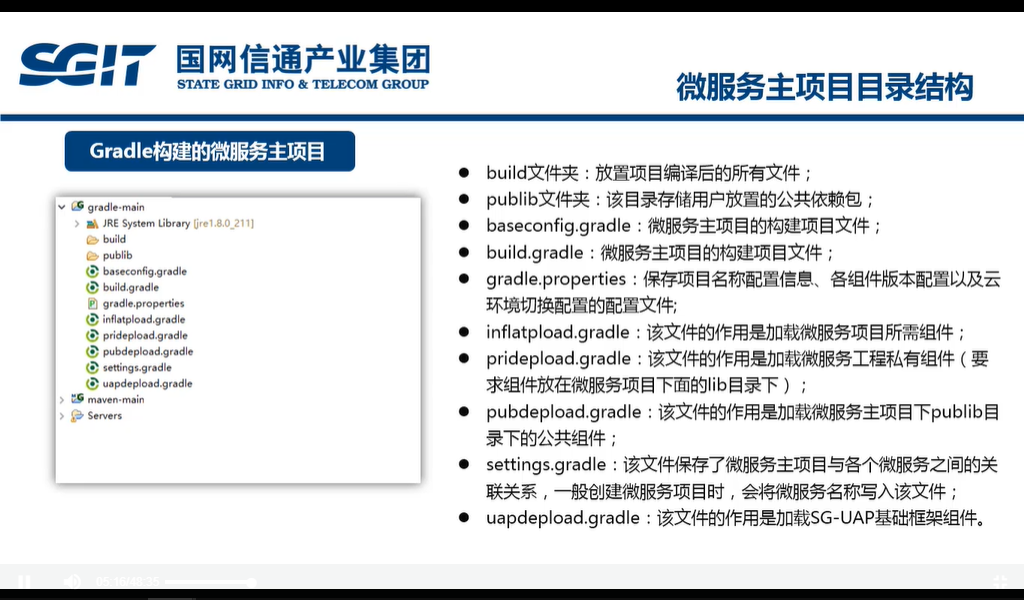 SGIT 国网信通产业集团
STATE GRID INFO & TELECOM GROUP
微服务主项目目录结构
Gradle构建的微服务主项目
gradle-main
JRE System Library [jre1.8.0_211]
build
publib
baseconfig.gradle
build.gradle
gradle.properties
inflatpload.gradle
pridepload.gradle
pubdepload.gradle
settings.gradle
uapdepload.gradle
maven-main
Servers
● build文件夹：放置项目编译后的所有文件；
● publib文件夹：该目录存储用户放置的公共依赖包；
● baseconfig.gradle：微服务主项目的构建项目文件；
● build.gradle：微服务主项目的构建项目文件；
● gradle.properties：保存项目名称配置信息、各组件版本配置以及云
环境切换配置的配置文件;
● inflatpload.gradle：该文件的作用是加载微服务项目所需组件；
● pridepload.gradle：该文件的作用是加载微服务工程私有组件（要
求组件放在微服务项目下面的lib目录下）；
● pubdepload.gradle：该文件的作用是加载微服务主项目下publib目
录下的公共组件；
● settings.gradle：该文件保存了微服务主项目与各个微服务之间的关
联关系，一般创建微服务项目时，会将微服务名称写入该文件；
● uapdepload.gradle：该文件的作用是加载SG-UAP基础框架组件。
05:16/40:35